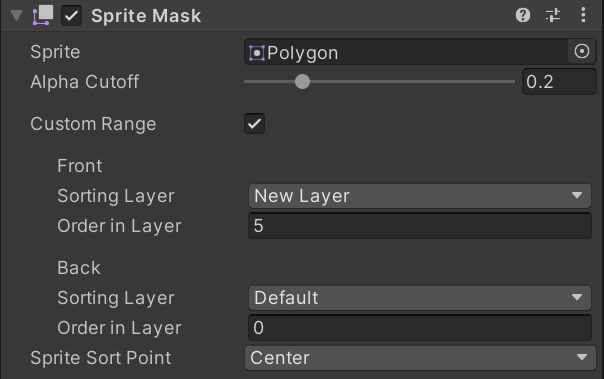 Sprite Mask
Sprite Polygon
Alpha Cutoff 0.2
Custom Range
Front
Sorting Layer New Layer
Order in Layer 5
Back
Sorting Layer Default
Order in Layer 0
Sprite Sort Point Center